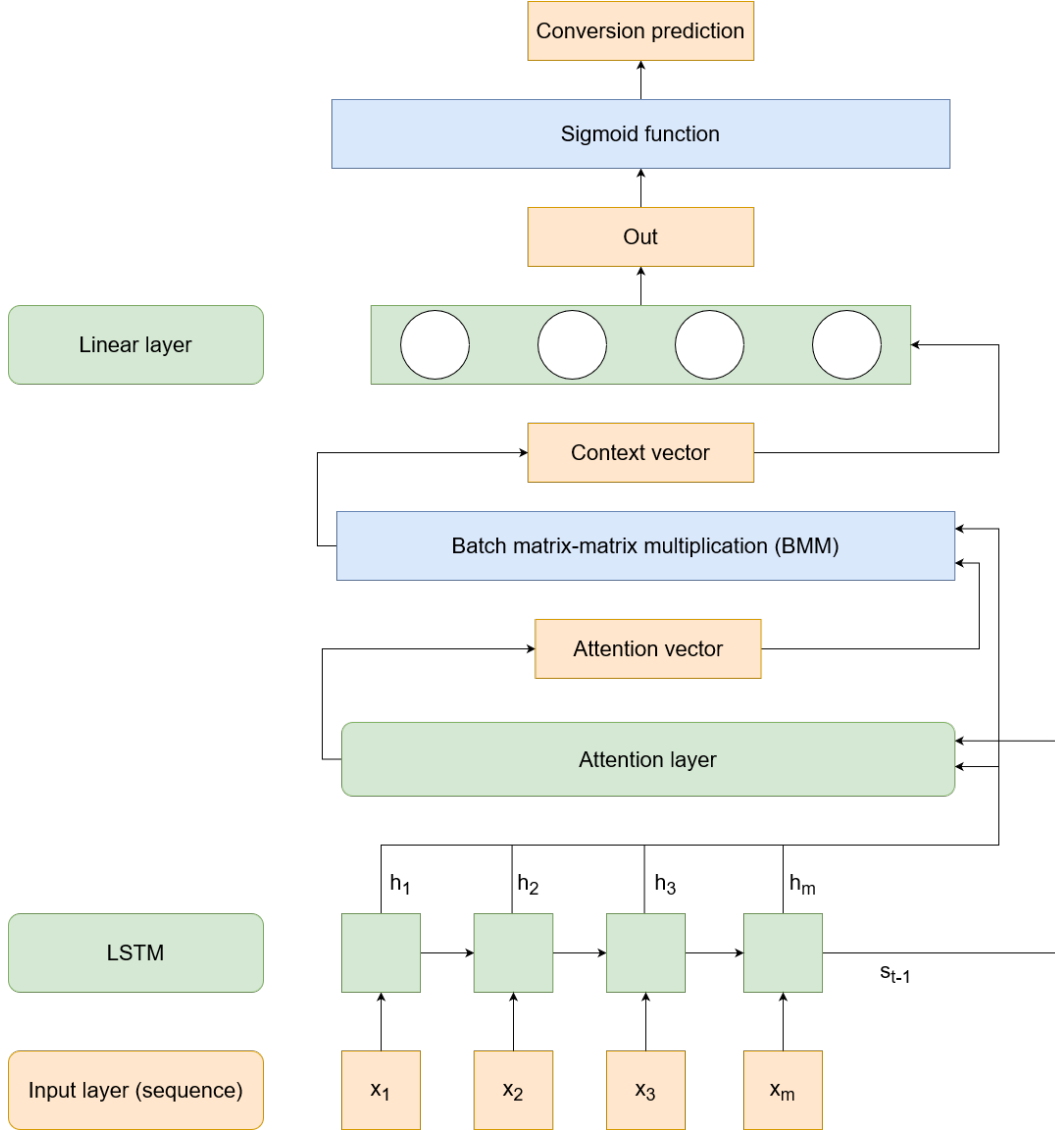 Conversion prediction
Sigmoid function
Out
Linear layer
Context vector
Batch matrix-matrix multiplication (BMM)
Attention vector
Attention layer
h1 h2 h3 hm
LSTM
st-1
Input layer (sequence) x1 x2 x3 xm